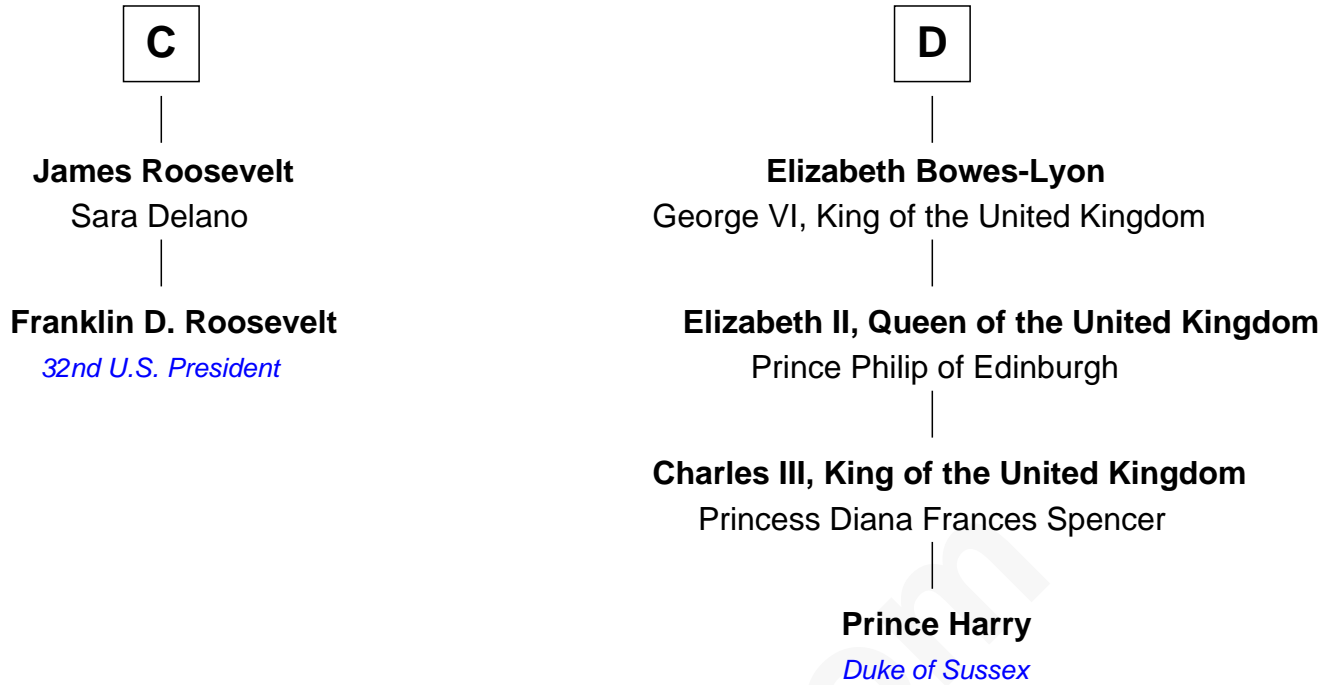 C
James Roosevelt
Sara Delano
Franklin D. Roosevelt
32nd U.S. President
D
Elizabeth Bowes-Lyon
George VI, King of the United Kingdom
Elizabeth II, Queen of the United Kingdom
Prince Philip of Edinburgh
Charles III, King of the United Kingdom
Princess Diana Frances Spencer
Prince Harry
Duke of Sussex